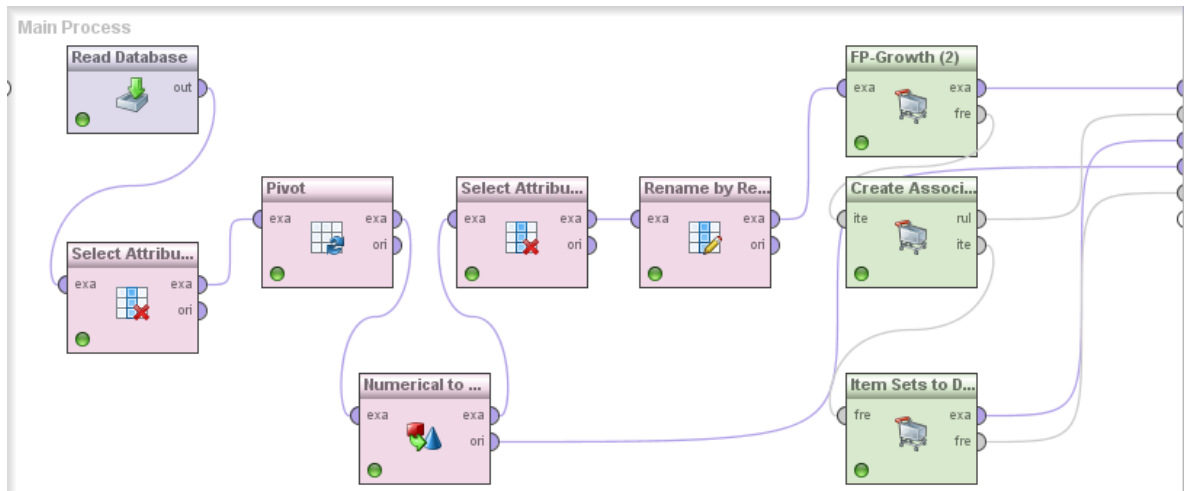 Main Process
Read Database
out
FP-Growth (2)
exa
exa
fre
Pivot
exa
exa
ori
Select Attribu...
exa
exa
ori
Rename by Re...
exa
exa
ori
Create Associ...
ite
rul
ite
Select Attribu...
exa
exa
ori
Numerical to ...
exa
exa
ori
Item Sets to D...
fre
exa
fre